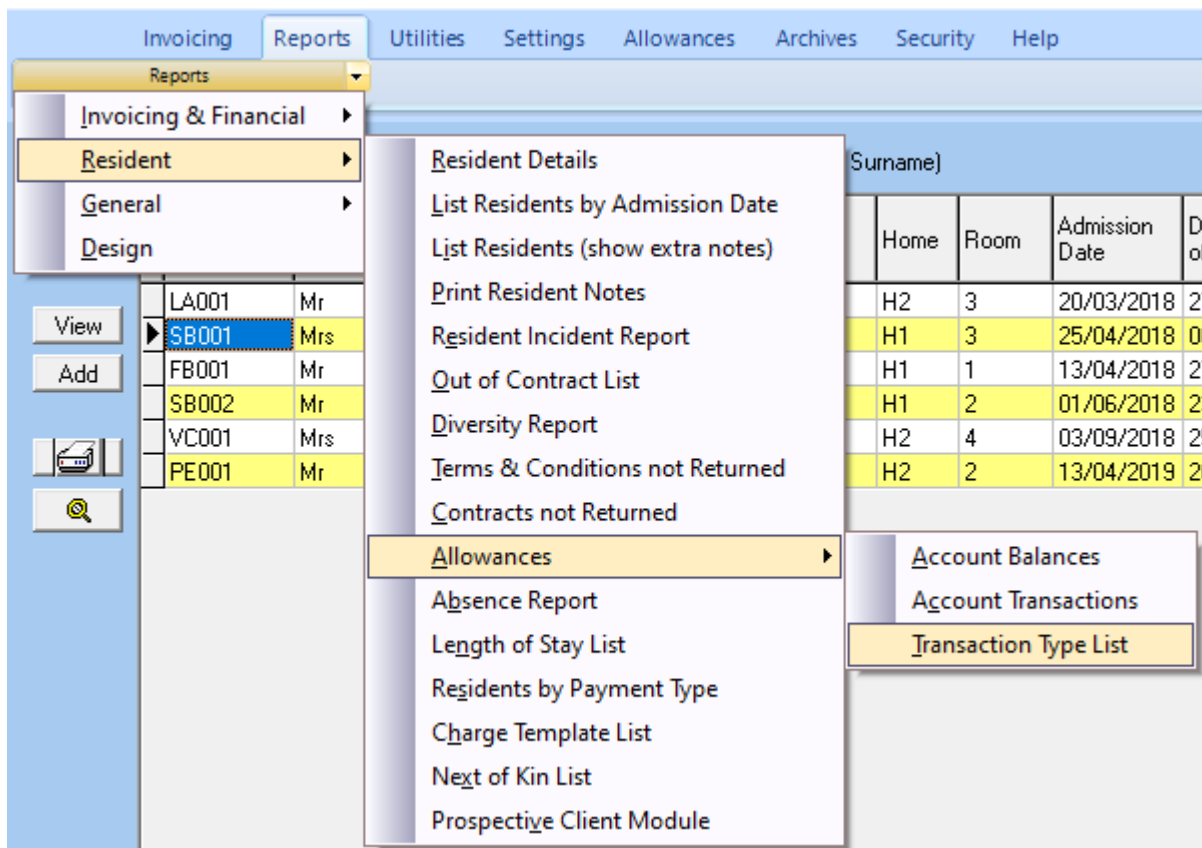 Invoicing Reports Utilities Settings Allowances Archives Security Help
Reports
Invoicing & Financial
Resident
General
Design
Resident Details
List Residents by Admission Date
List Residents (show extra notes)
Print Resident Notes
Resident Incident Report
Out of Contract List
Diversity Report
Terms & Conditions not Returned
Contracts not Returned
Allowances
Absence Report
Length of Stay List
Residents by Payment Type
Charge Template List
Next of Kin List
Prospective Client Module
Account Balances
Account Transactions
Transaction Type List
Surname)
Home Room Admission Date
View
Add
LA001 Mr H2 3 20/03/2018
SB001 Mrs H1 3 25/04/2018
FB001 Mr H1 1 13/04/2018
SB002 Mr H1 2 01/06/2018
VC001 Mrs H2 4 03/09/2018
PE001 Mr H2 2 13/04/2019